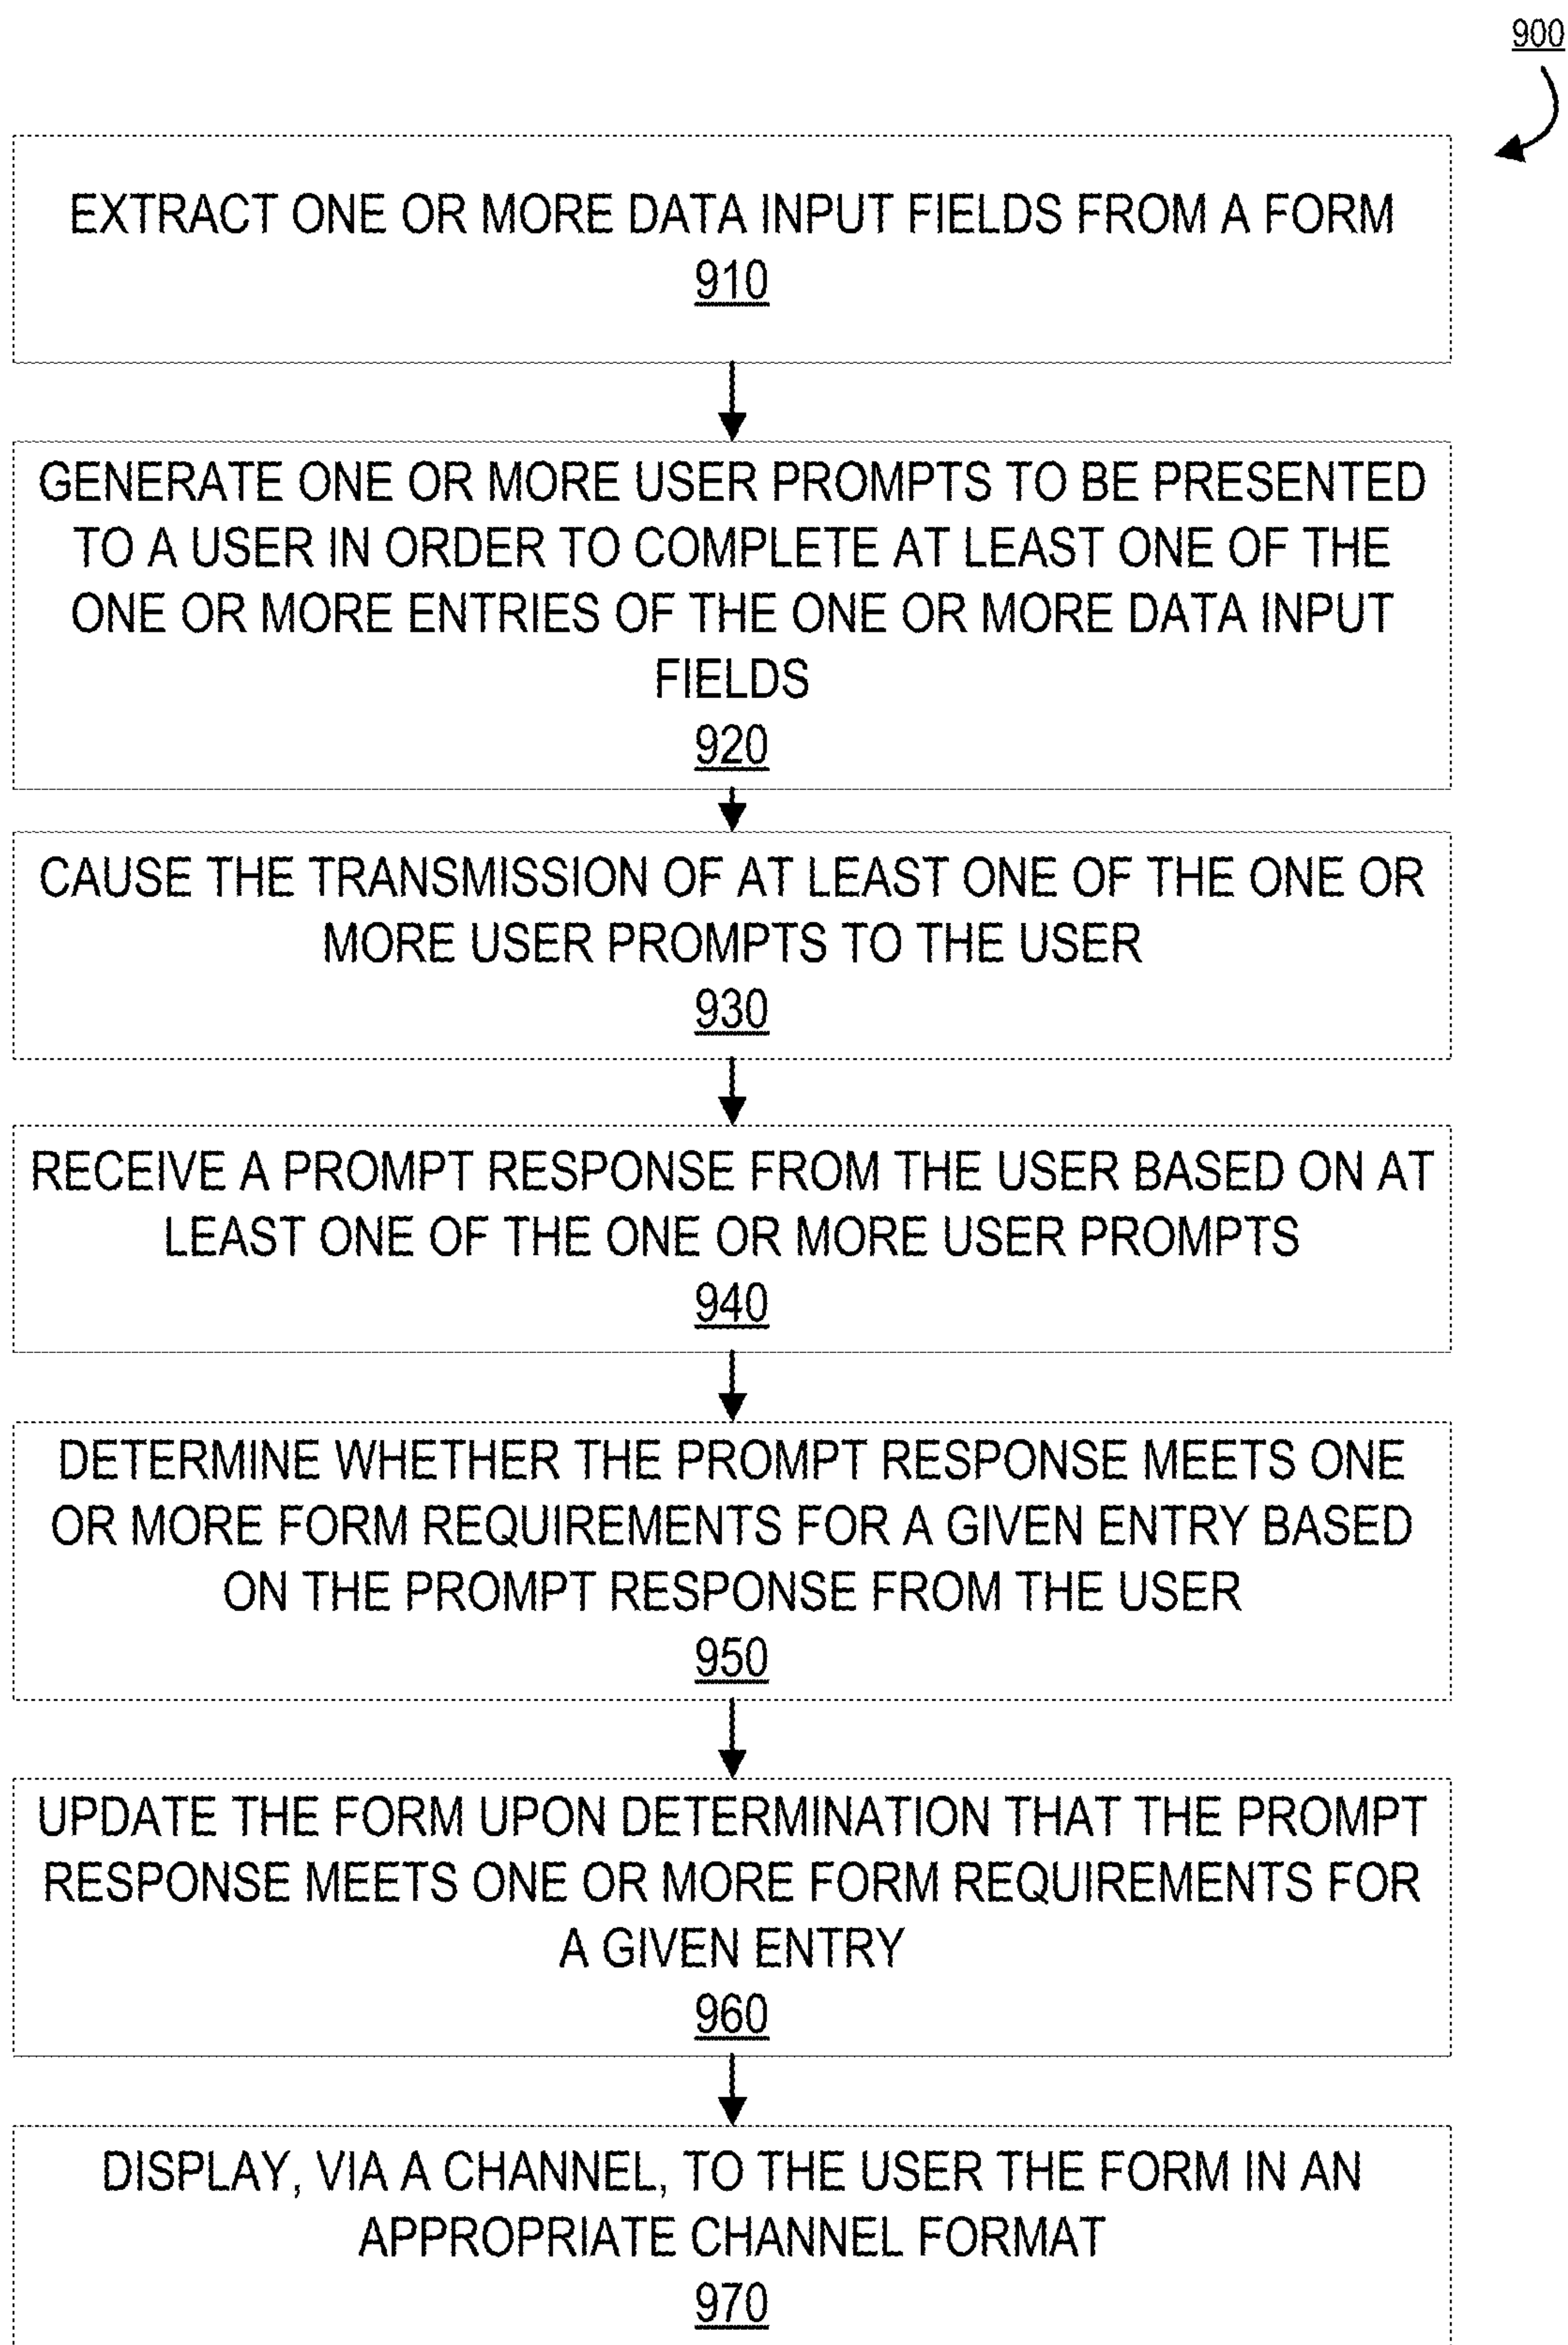 900
EXTRACT ONE OR MORE DATA INPUT FIELDS FROM A FORM
910
GENERATE ONE OR MORE USER PROMPTS TO BE PRESENTED
TO A USER IN ORDER TO COMPLETE AT LEAST ONE OF THE
ONE OR MORE ENTRIES OF THE ONE OR MORE DATA INPUT
FIELDS
920
CAUSE THE TRANSMISSION OF AT LEAST ONE OF THE ONE OR
MORE USER PROMPTS TO THE USER
930
RECEIVE A PROMPT RESPONSE FROM THE USER BASED ON AT
LEAST ONE OF THE ONE OR MORE USER PROMPTS
940
DETERMINE WHETHER THE PROMPT RESPONSE MEETS ONE
OR MORE FORM REQUIREMENTS FOR A GIVEN ENTRY BASED
ON THE PROMPT RESPONSE FROM THE USER
950
UPDATE THE FORM UPON DETERMINATION THAT THE PROMPT
RESPONSE MEETS ONE OR MORE FORM REQUIREMENTS FOR
A GIVEN ENTRY
960
DISPLAY, VIA A CHANNEL, TO THE USER THE FORM IN AN
APPROPRIATE CHANNEL FORMAT
970